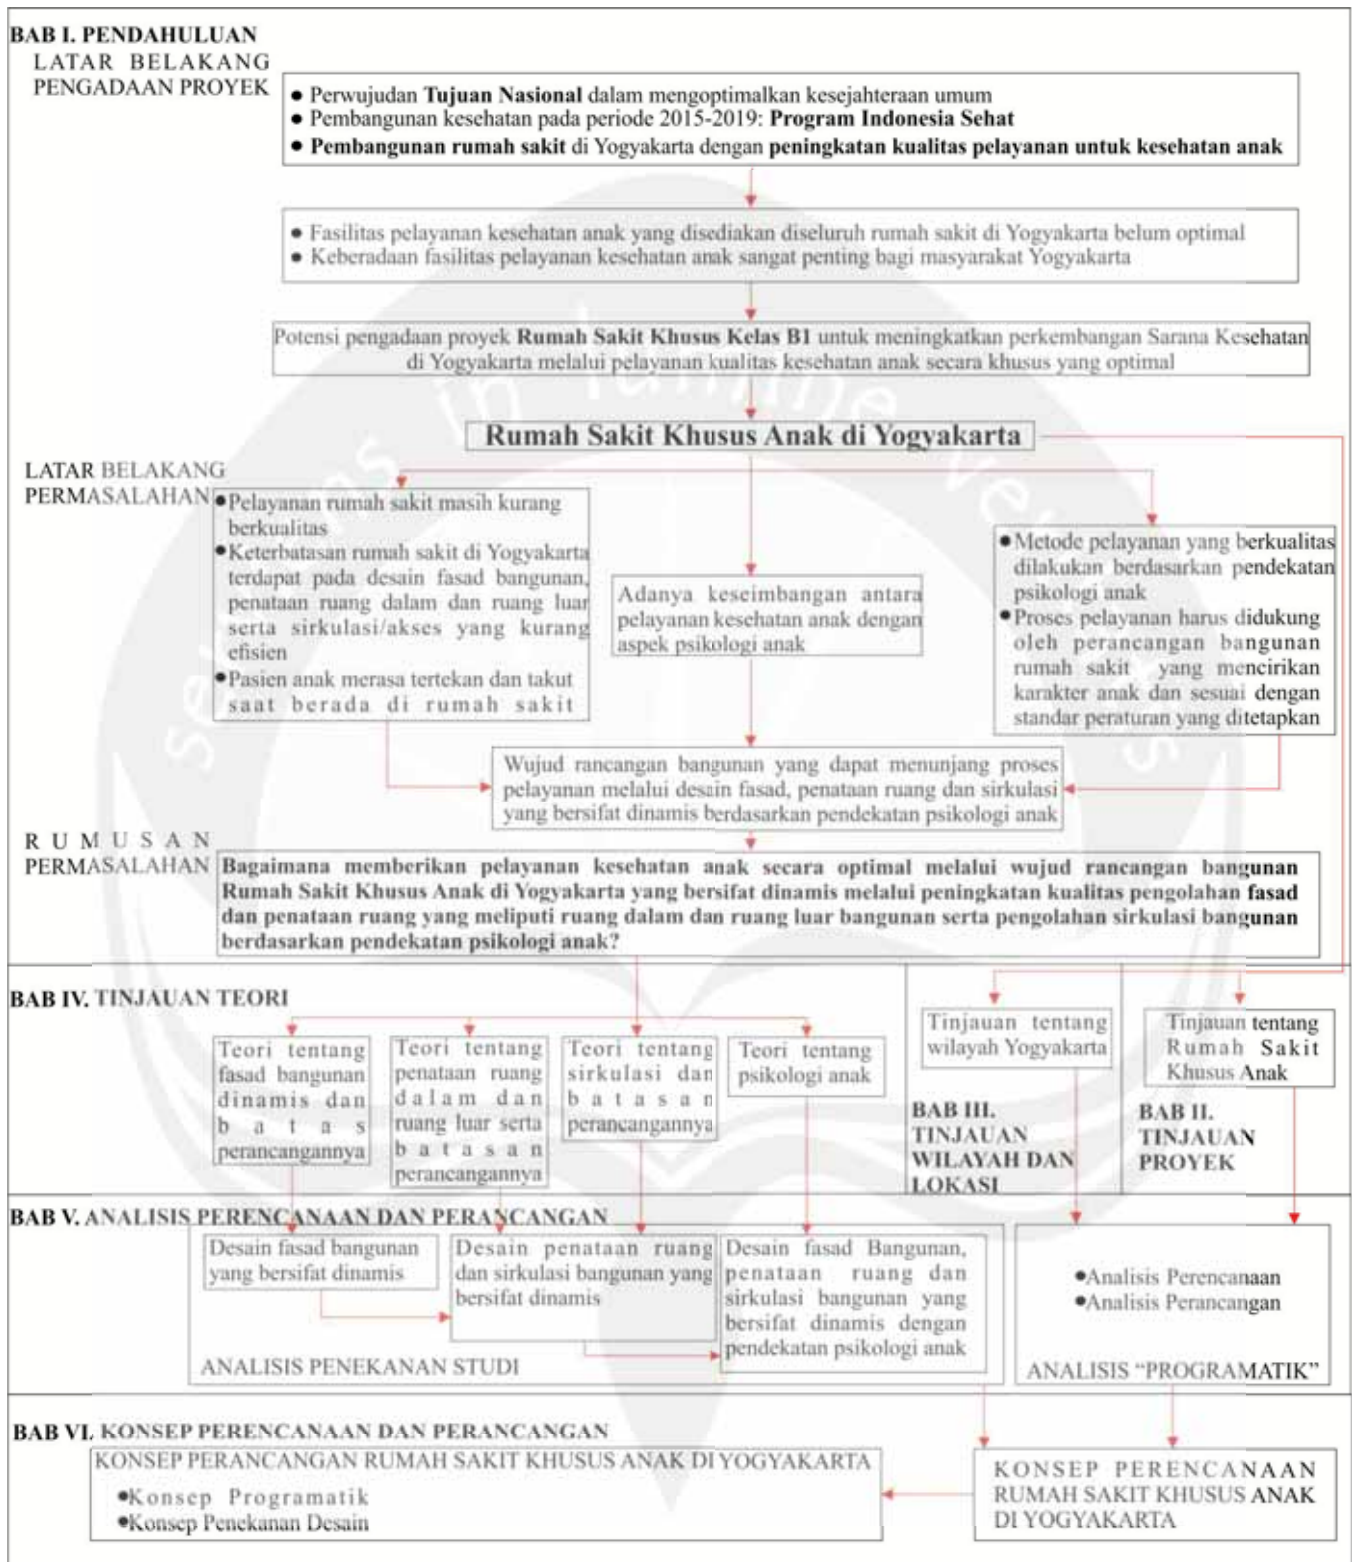 BAB I. PENDAHULUAN
LATAR BELAKANG
PENGADAAN PROYEK
● Perwujudan Tujuan Nasional dalam mengoptimalkan kesejahteraan umum
● Pembangunan kesehatan pada periode 2015-2019: Program Indonesia Sehat
● Pembangunan rumah sakit di Yogyakarta dengan peningkatan kualitas pelayanan untuk kesehatan anak
● Fasilitas pelayanan kesehatan anak yang disediakan diseluruh rumah sakit di Yogyakarta belum optimal
● Keberadaan fasilitas pelayanan kesehatan anak sangat penting bagi masyarakat Yogyakarta
Potensi pengadaan proyek Rumah Sakit Khusus Kelas B1 untuk meningkatkan perkembangan Sarana Kesehatan
di Yogyakarta melalui pelayanan kualitas kesehatan anak secara khusus yang optimal
Rumah Sakit Khusus Anak di Yogyakarta
LATAR BELAKANG
PERMASALAHAN
● Pelayanan rumah sakit masih kurang
berkualitas
● Keterbatasan rumah sakit di Yogyakarta
terdapat pada desain fasad bangunan,
penataan ruang dalam dan ruang luar
serta sirkulasi/akses yang kurang
efisien
● Pasien anak merasa tertekan dan takut
saat berada di rumah sakit
Adanya keseimbangan antara
pelayanan kesehatan anak dengan
aspek psikologi anak
● Metode pelayanan yang berkualitas
dilakukan berdasarkan pendekatan
psikologi anak
● Proses pelayanan harus didukung
oleh perancangan bangunan
rumah sakit yang mencirikan
karakter anak dan sesuai dengan
standar peraturan yang ditetapkan
Wujud rancangan bangunan yang dapat menunjang proses
pelayanan melalui desain fasad, penataan ruang dan sirkulasi
yang bersifat dinamis berdasarkan pendekatan psikologi anak
RUMUSAN
PERMASALAHAN
Bagaimana memberikan pelayanan kesehatan anak secara optimal melalui wujud rancangan bangunan
Rumah Sakit Khusus Anak di Yogyakarta yang bersifat dinamis melalui peningkatan kualitas pengolahan fasad
dan penataan ruang yang meliputi ruang dalam dan ruang luar bangunan serta pengolahan sirkulasi bangunan
berdasarkan pendekatan psikologi anak?
BAB IV. TINJAUAN TEORI
Teori tentang
fasad bangunan
dinamis dan
batas
perancangannya
Teori tentang
penataan ruang
dalam dan
ruang luar serta
batasan
perancangannya
Teori tentang
sirkulasi dan
batasan
perancangannya
Teori tentang
psikologi anak
Tinjauan tentang
wilayah Yogyakarta
BAB III.
TINJAUAN
WILAYAH DAN
LOKASI
Tinjauan tentang
Rumah Sakit
Khusus Anak
BAB II.
TINJAUAN
PROYEK
BAB V. ANALISIS PERENCANAAN DAN PERANCANGAN
Desain fasad bangunan
yang bersifat dinamis
Desain penataan ruang
dan sirkulasi bangunan yang
bersifat dinamis
Desain fasad Bangunan,
penataan ruang dan
sirkulasi bangunan yang
bersifat dinamis dengan
pendekatan psikologi anak
ANALISIS PENEKANAN STUDI
● Analisis Perencanaan
● Analisis Perancangan
ANALISIS “PROGRAMATIK”
BAB VI. KONSEP PERENCANAAN DAN PERANCANGAN
KONSEP PERANCANGAN RUMAH SAKIT KHUSUS ANAK DI YOGYAKARTA
● Konsep Programatik
● Konsep Penekanan Desain
KONSEP PERENCANAAN
RUMAH SAKIT KHUSUS ANAK
DI YOGYAKARTA